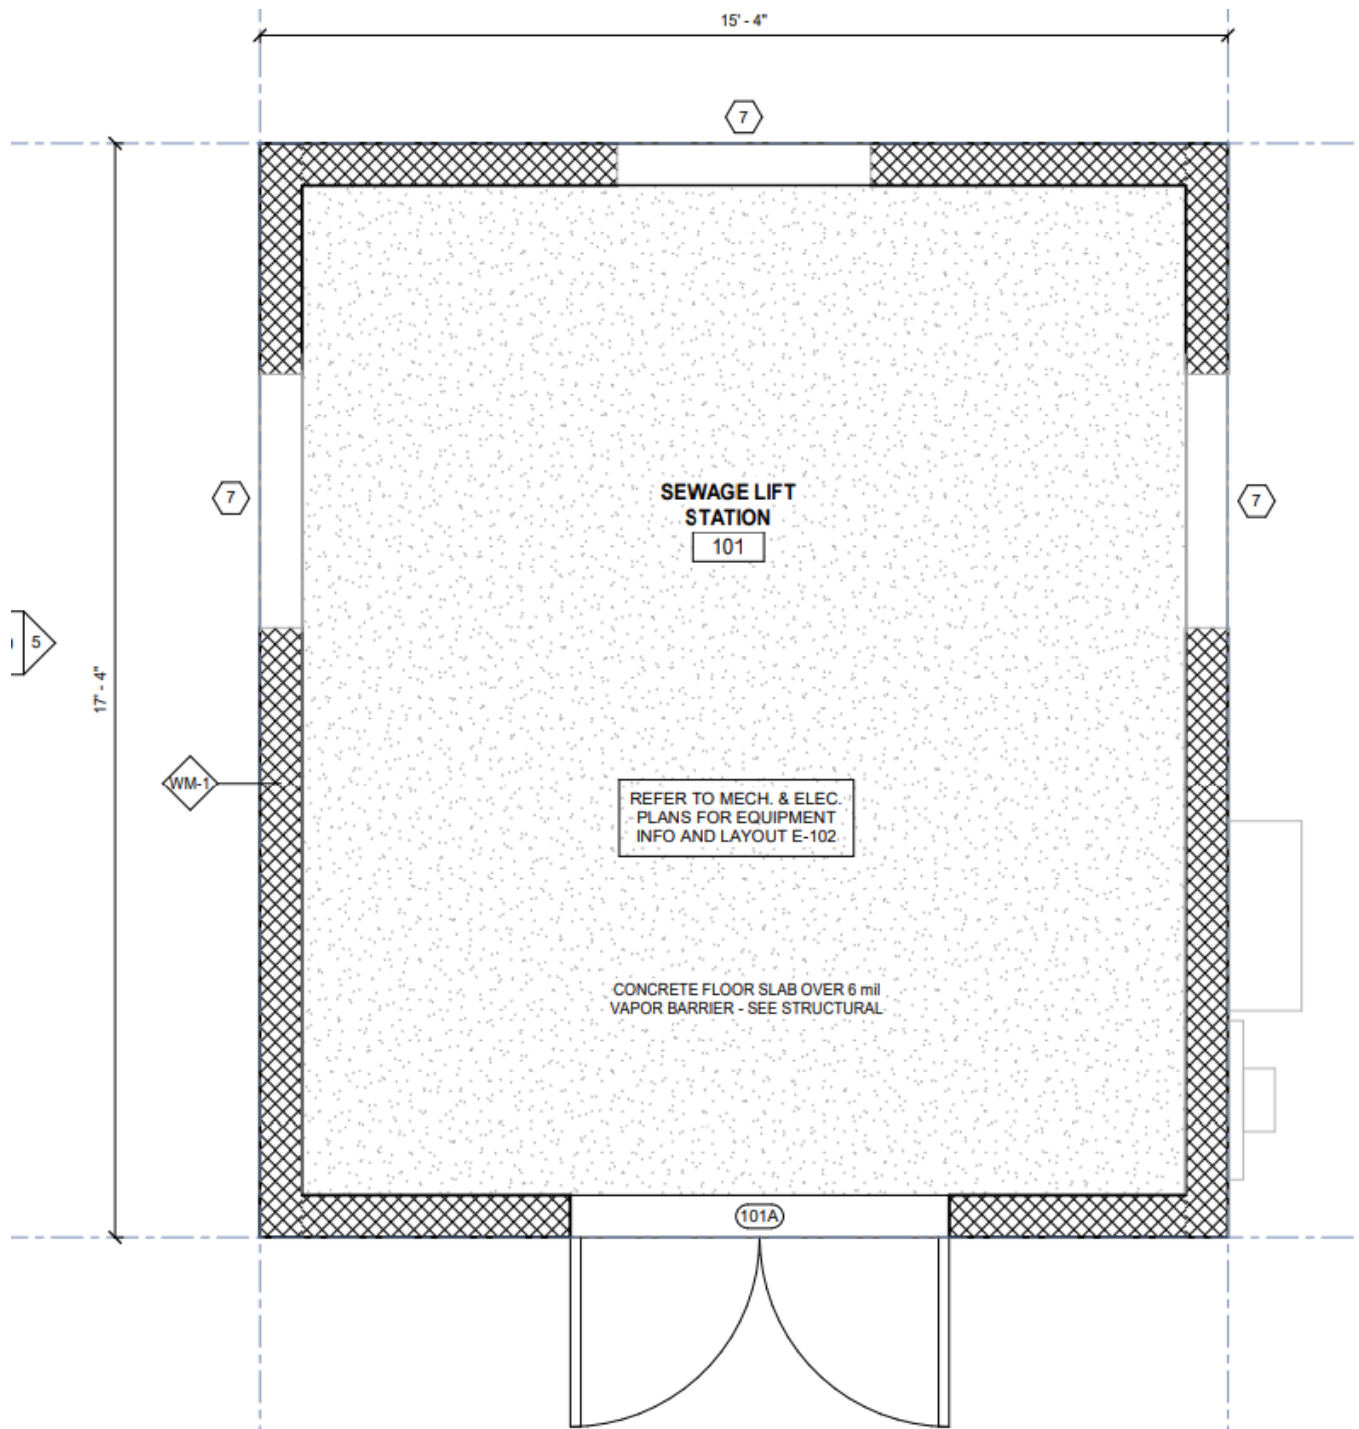 15' - 4"
7
SEWAGE LIFT
STATION
101
7
7
5
17' - 4"
WM-1
REFER TO MECH. & ELEC.
PLANS FOR EQUIPMENT
INFO AND LAYOUT E-102
CONCRETE FLOOR SLAB OVER 6 mil
VAPOR BARRIER - SEE STRUCTURAL
101A